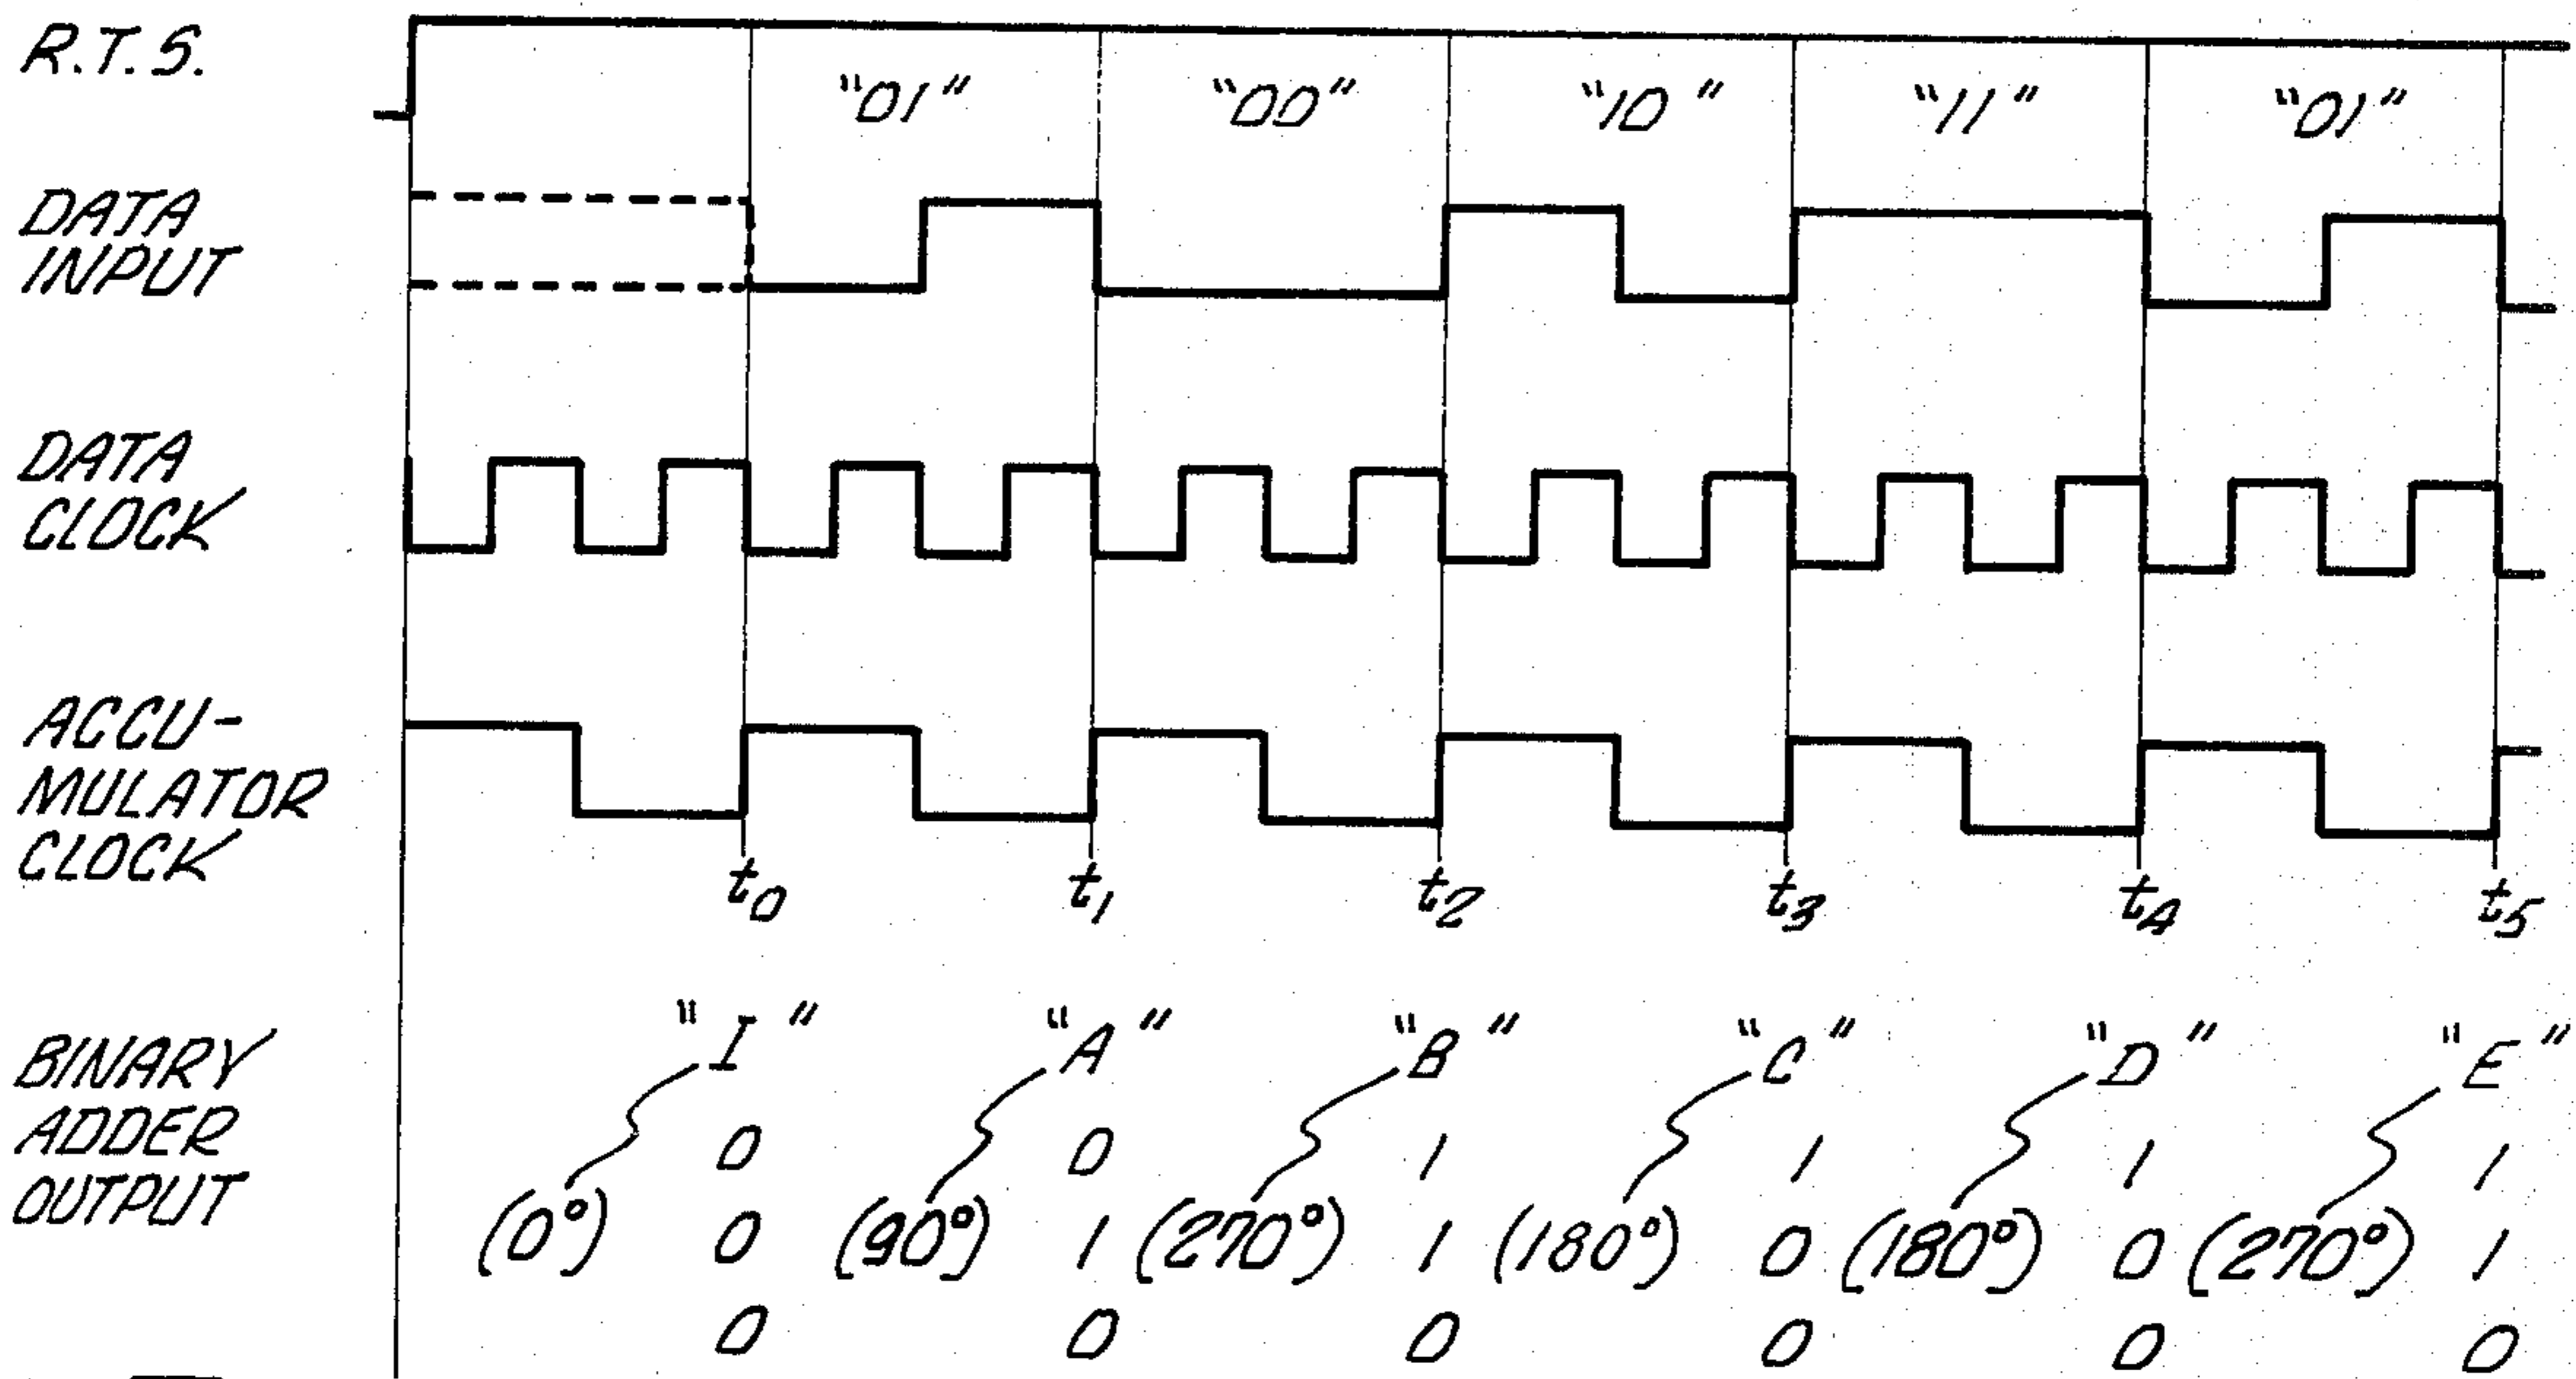 R.T.S.
"01" "00" "10" "11" "01"
DATA
INPUT
DATA
CLOCK
ACCU-
MULATOR
CLOCK
t0 t1 t2 t3 t4 t5
BINARY
ADDER
OUTPUT
"I" "A" "B" "C" "D" "E"
0 0 1 1 1 1
(0°) 0 (90°) 1 (270°) 1 (180°) 0 (180°) 0 (270°) 1
0 0 0 0 0 0